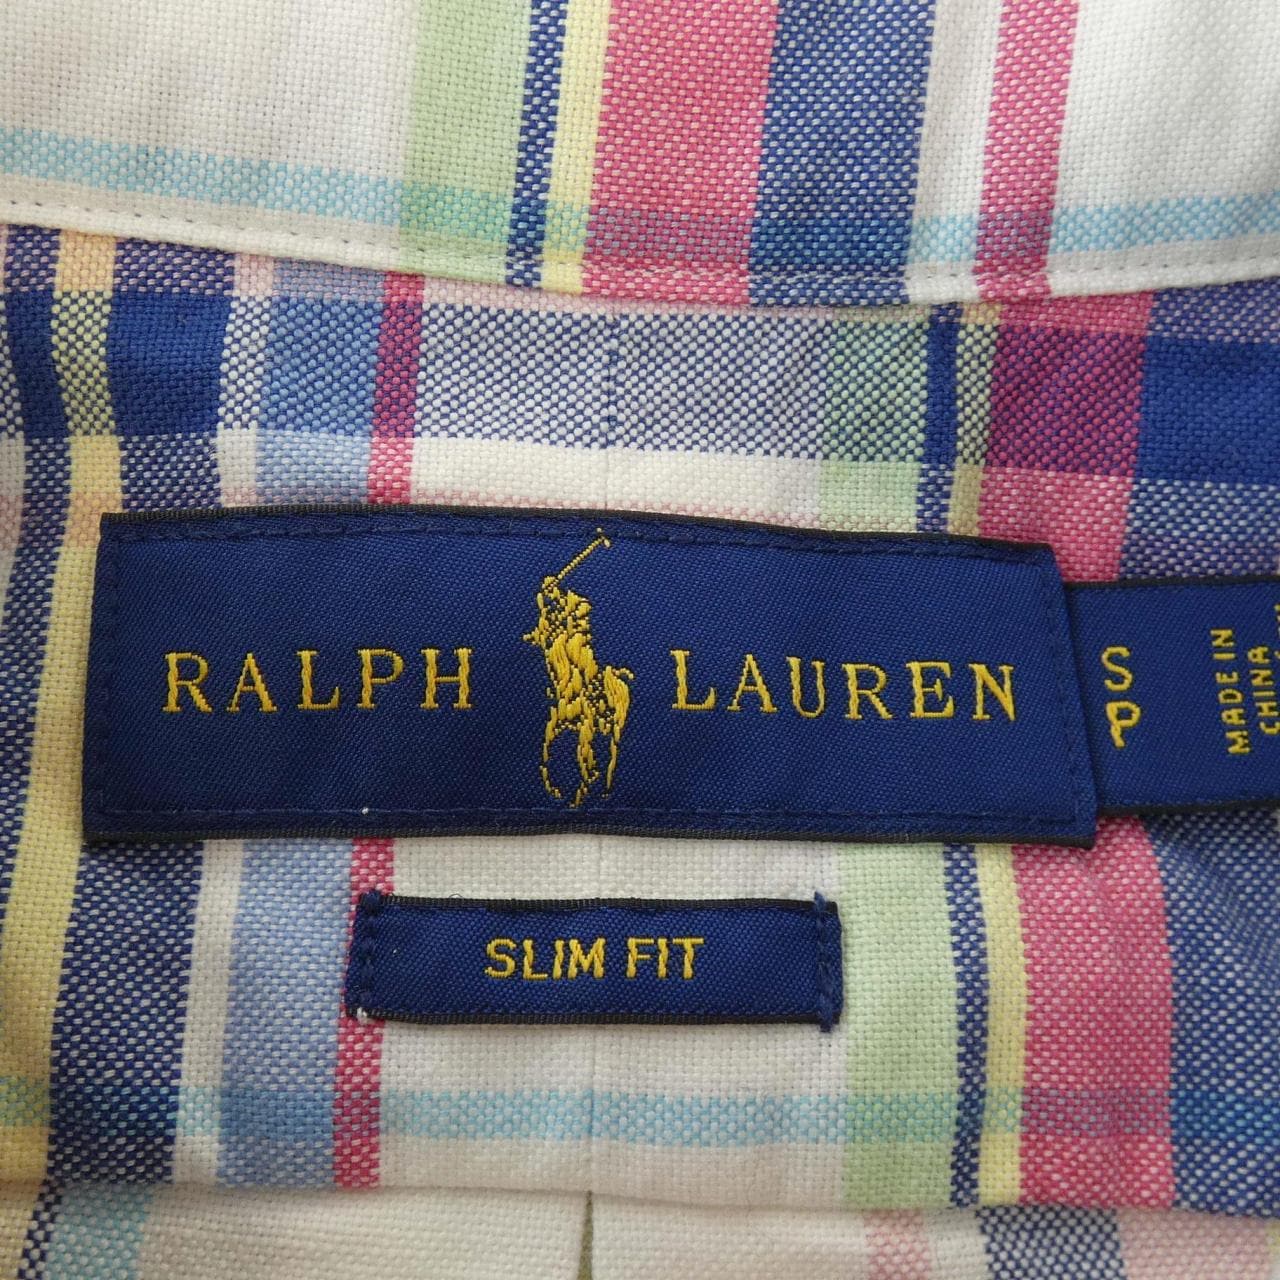 RALPH LAUREN
S
P
MADE IN
CHINA
SLIM FIT